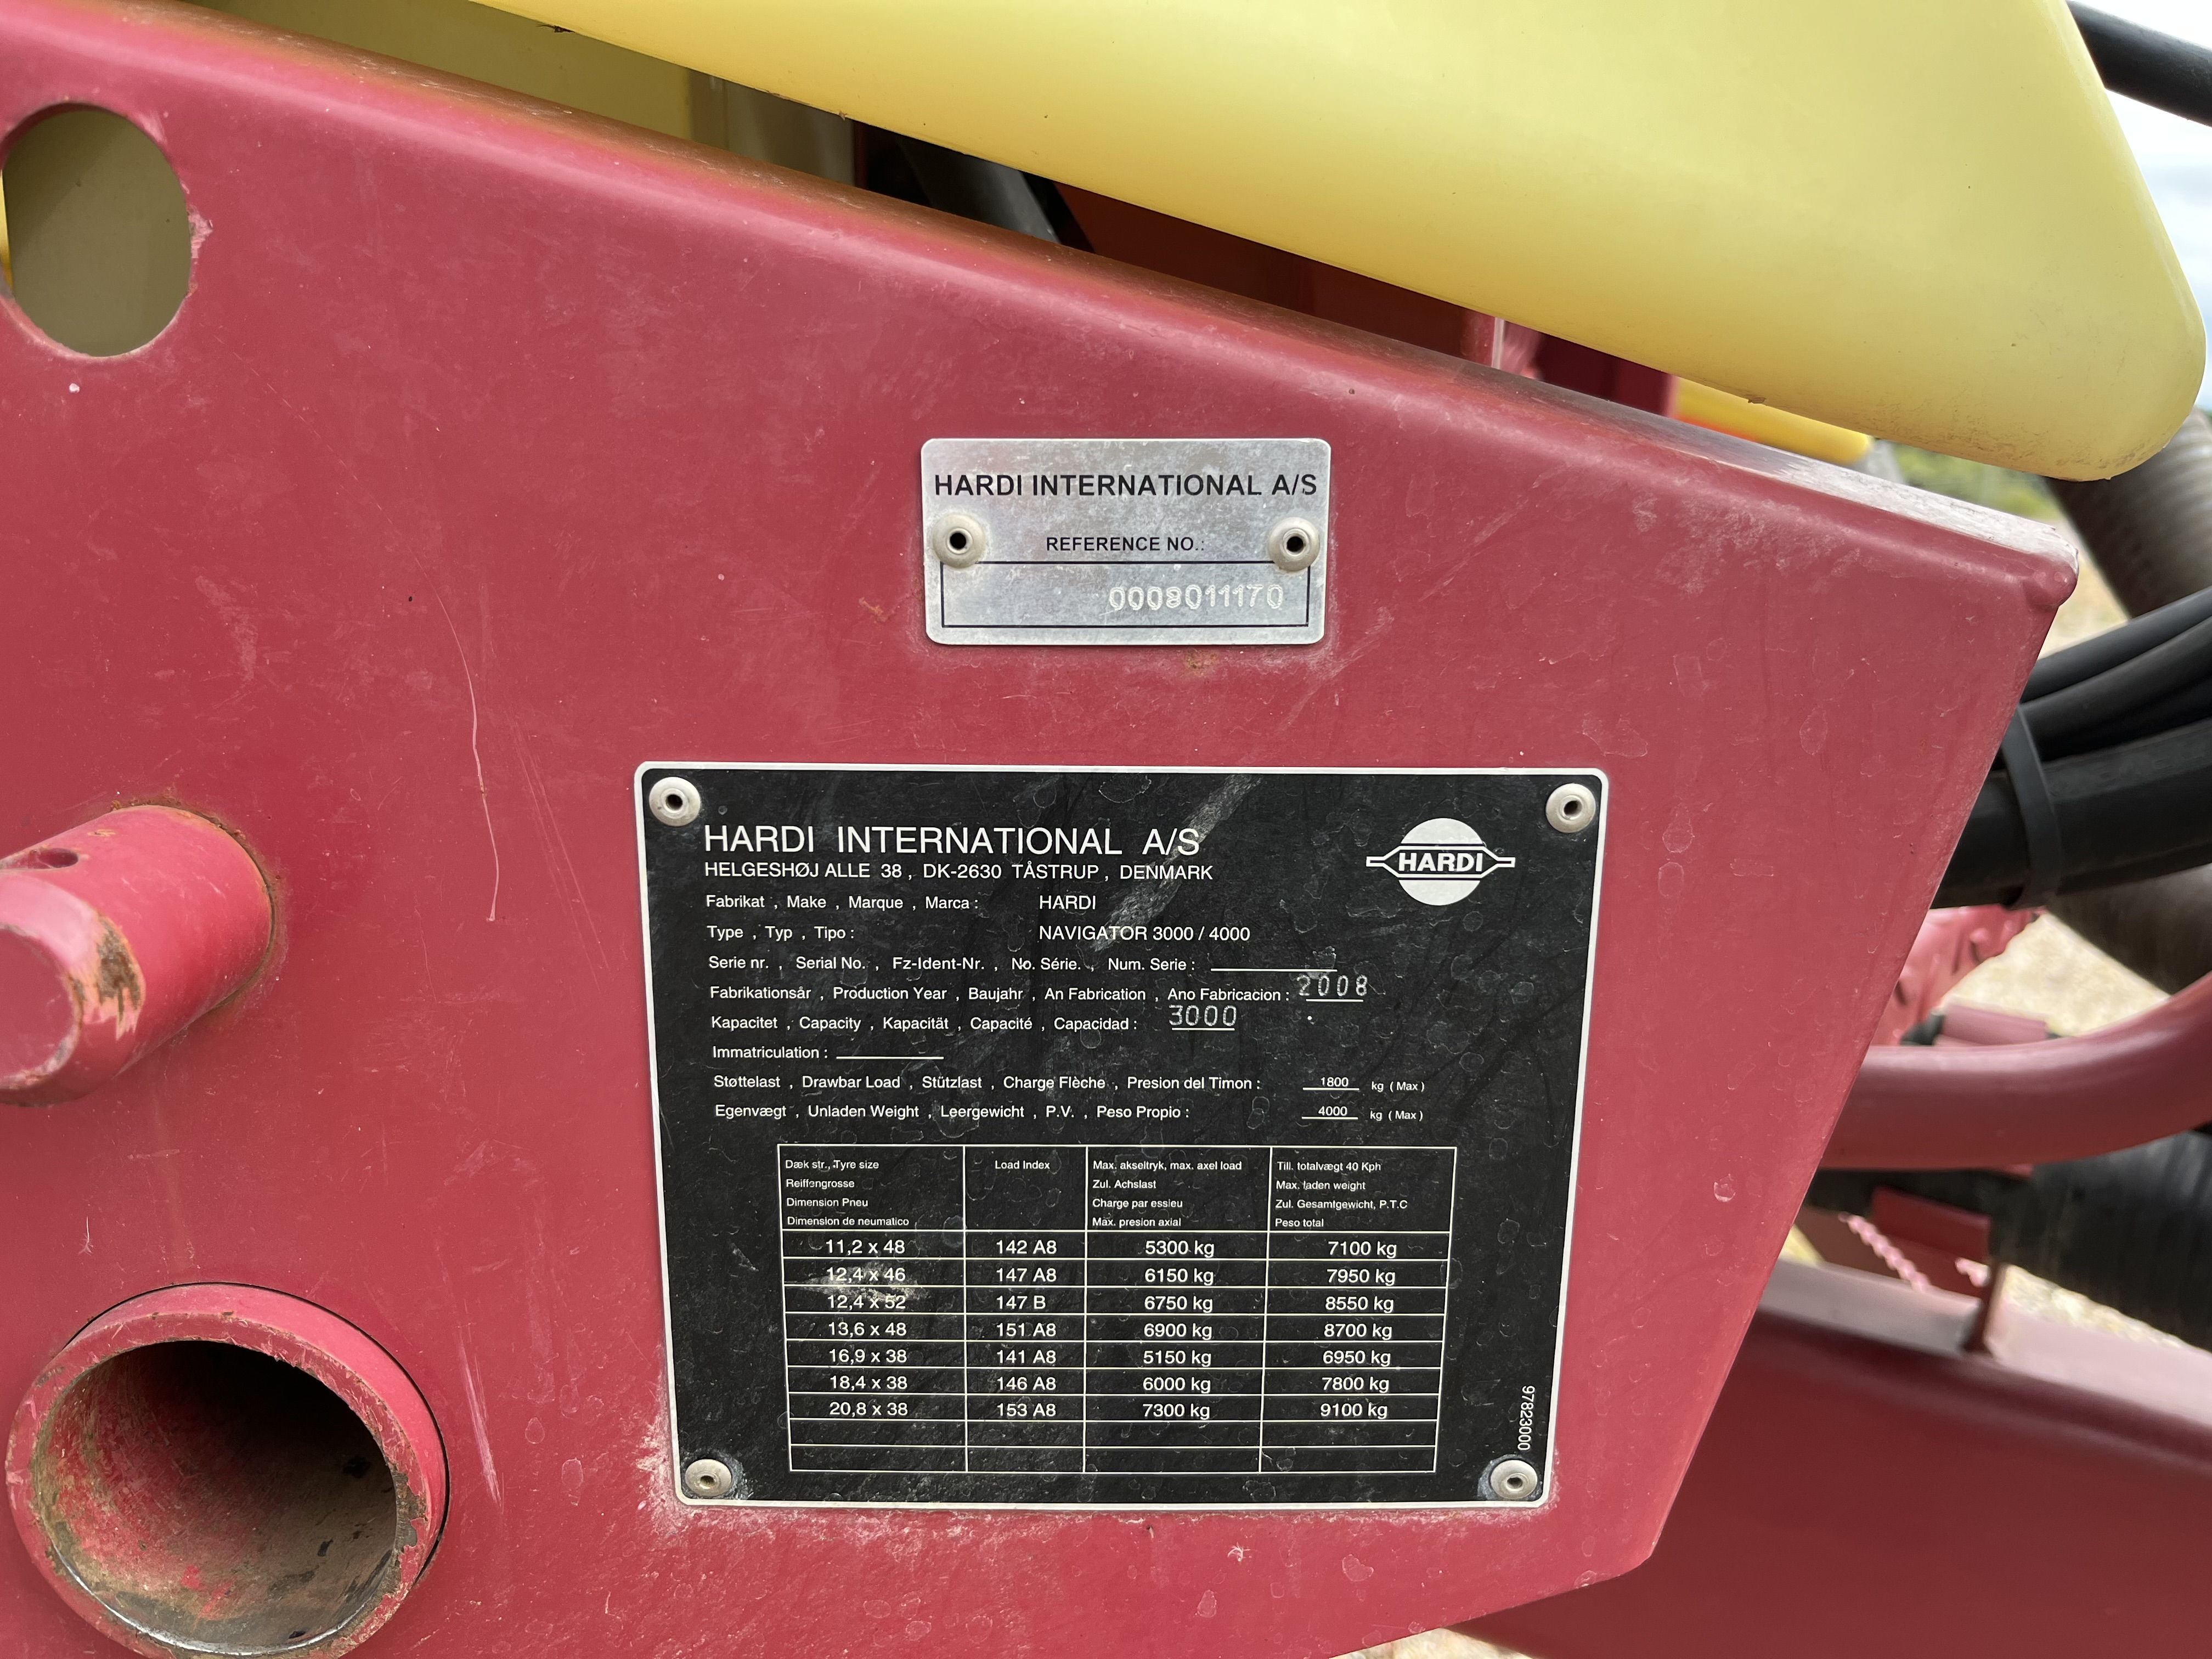 HARDI INTERNATIONAL A/S
REFERENCE NO.:
0008011170
HARDI INTERNATIONAL A/S
HELGESHØJ ALLE 38 , DK-2630 TÅSTRUP , DENMARK
HARDI
Fabrikat , Make , Marque , Marca : HARDI
Type , Typ , Tipo : NAVIGATOR 3000 / 4000
Serie nr. , Serial No. , Fz-Ident-Nr. , No. Série. , Num. Serie :
Fabrikationsår , Production Year , Baujahr , An Fabrication , Ano Fabricacion : 2008
Kapacitet , Capacity , Kapacität , Capacité , Capacidad : 3000
Immatriculation :
Støttelast , Drawbar Load , Stützlast , Charge Flèche , Presion del Timon : 1800 kg ( Max )
Egenvægt , Unladen Weight , Leergewicht , P.V. , Peso Propio : 4000 kg ( Max )
Dæk str., Tyre size Load Index Max. akseltryk, max. axel load Till. totalvægt 40 Kph
Reiffengrosse Zul. Achslast Max. laden weight
Dimension Pneu Charge par essieu Zul. Gesamtgewicht, P.T.C
Dimension de neumatico Max. presion axial Peso total
11,2 x 48 142 A8 5300 kg 7100 kg
12,4 x 46 147 A8 6150 kg 7950 kg
12,4 x 52 147 B 6750 kg 8550 kg
13,6 x 48 151 A8 6900 kg 8700 kg
16,9 x 38 141 A8 5150 kg 6950 kg
18,4 x 38 146 A8 6000 kg 7800 kg
20,8 x 38 153 A8 7300 kg 9100 kg
97823000